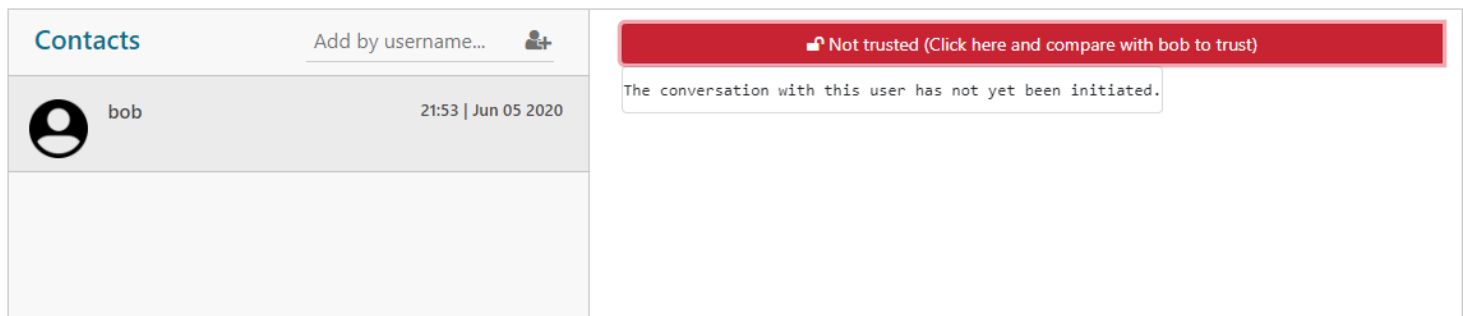 Contacts
Add by username...
bob
21:53 | Jun 05 2020
Not trusted (Click here and compare with bob to trust)
The conversation with this user has not yet been initiated.